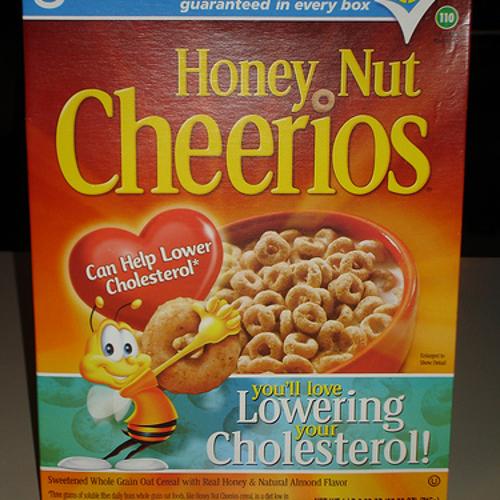 guaranteed in every box
110
Honey Nut
Cheerios
Can Help Lower
Cholesterol*
Enlarged to
Show Detail
you'll love
Lowering
your
Cholesterol!
Sweetened Whole Grain Oat Cereal with Real Honey & Natural Almond Flavor
U